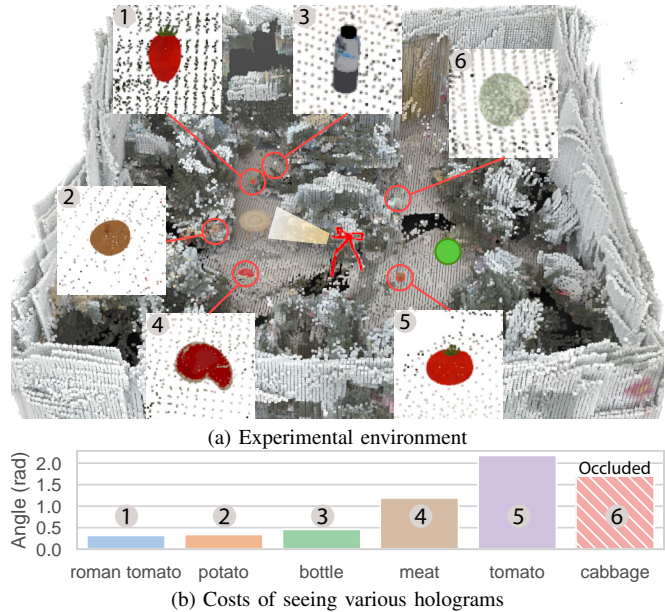 1
3
6
2
4
5
(a) Experimental environment
Angle (rad)
2.0
1.5
1.0
0.5
0.0
Occluded
1 2 3 4 5 6
roman tomato potato bottle meat tomato cabbage
(b) Costs of seeing various holograms